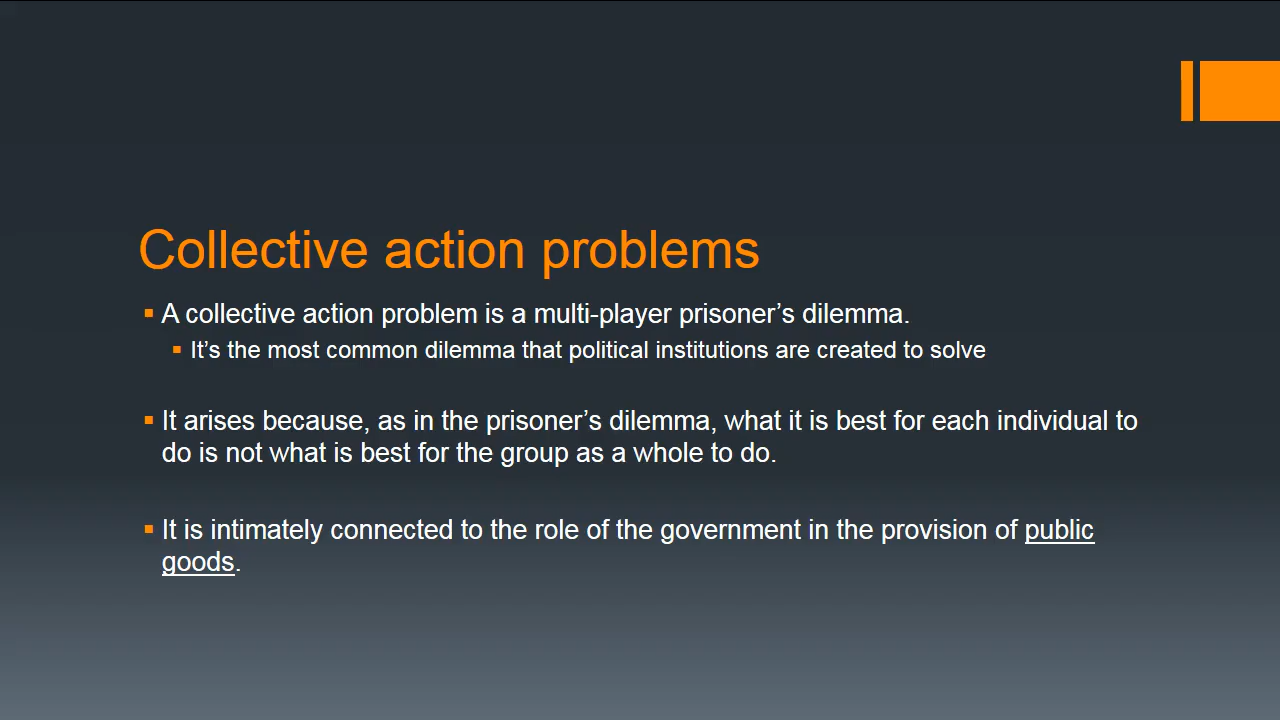 Collective action problems
A collective action problem is a multi-player prisoner’s dilemma.
It’s the most common dilemma that political institutions are created to solve
It arises because, as in the prisoner’s dilemma, what it is best for each individual to
do is not what is best for the group as a whole to do.
It is intimately connected to the role of the government in the provision of public
goods.